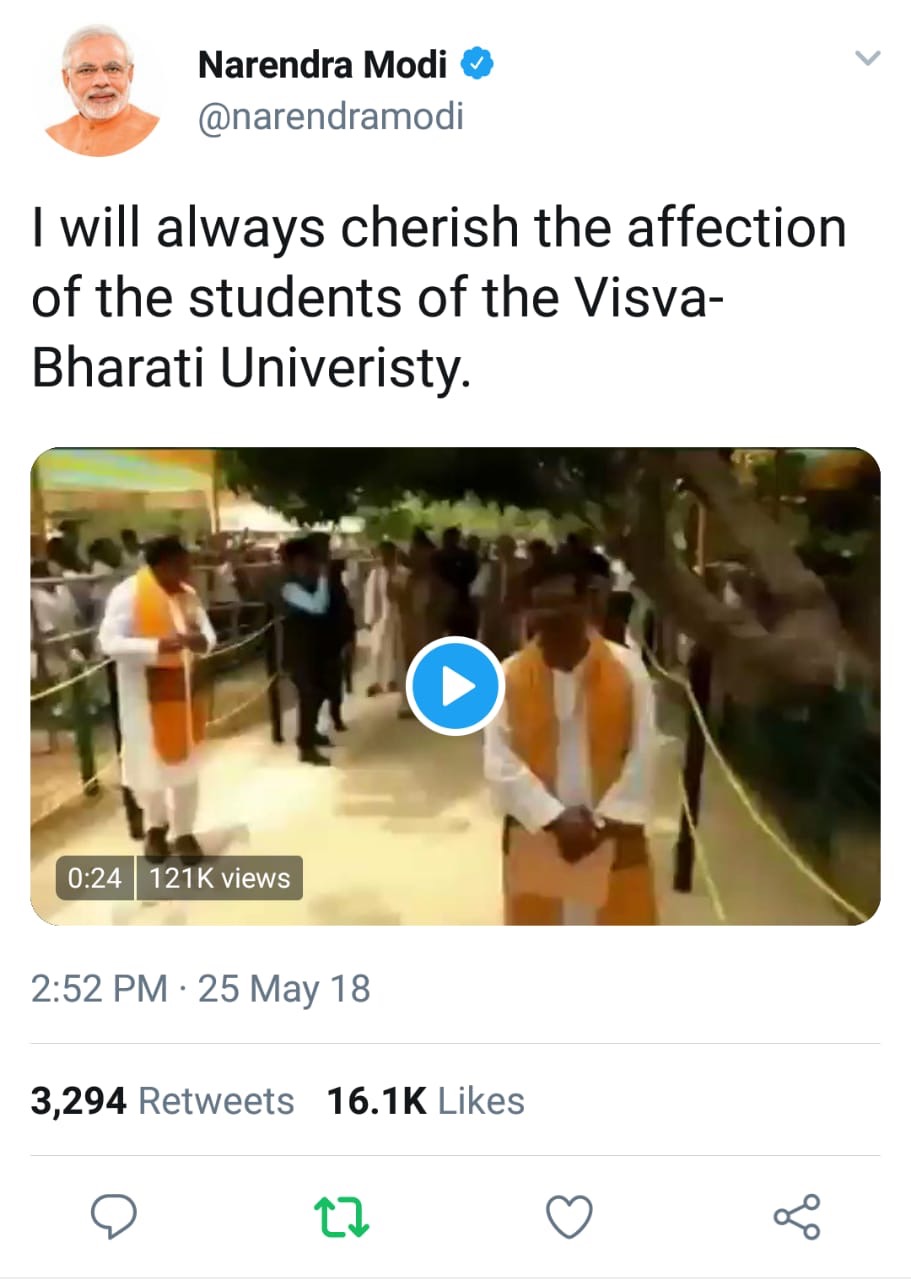 Narendra Modi
@narendramodi
I will always cherish the affection
of the students of the Visva-
Bharati Univeristy.
0:24 121K views
2:52 PM · 25 May 18
3,294 Retweets 16.1K Likes